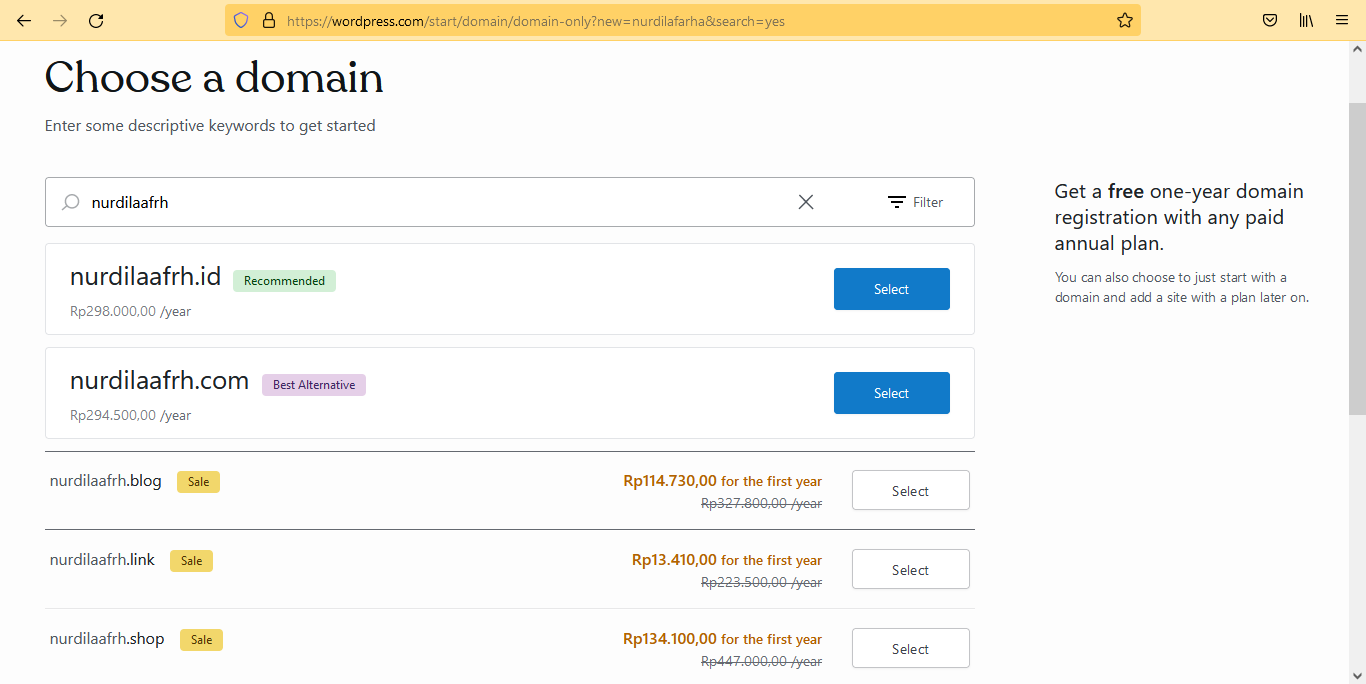 https://wordpress.com/start/domain/domain-only?new=nurdilafarha&search=yes
Choose a domain
Enter some descriptive keywords to get started
nurdilaafrh
Filter
nurdilaafrh.id Recommended
Rp298.000,00 /year
Select
nurdilaafrh.com Best Alternative
Rp294.500,00 /year
Select
nurdilaafrh.blog Sale
Rp114.730,00 for the first year
Rp327.800,00 /year
Select
nurdilaafrh.link Sale
Rp13.410,00 for the first year
Rp223.500,00 /year
Select
nurdilaafrh.shop Sale
Rp134.100,00 for the first year
Rp447.000,00 /year
Select
Get a free one-year domain
registration with any paid
annual plan.
You can also choose to just start with a
domain and add a site with a plan later on.